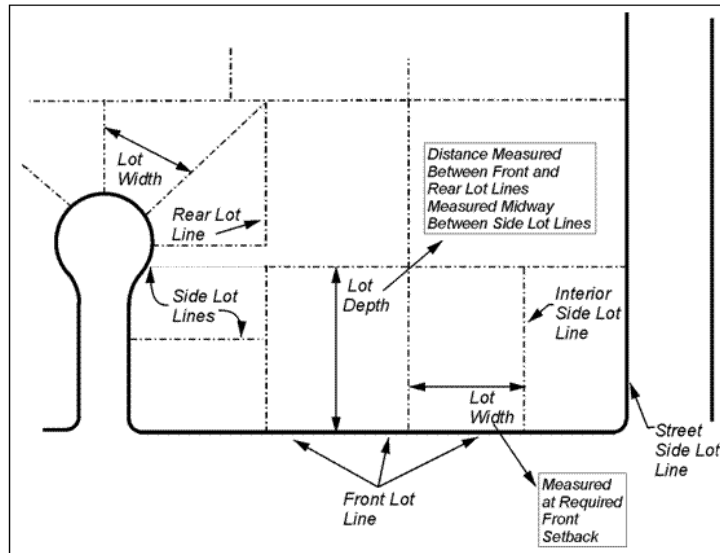 Lot
Width
Distance Measured
Between Front and
Rear Lot Lines
Measured Midway
Between Side Lot Lines
Rear Lot
Line
Side Lot
Lines
Lot
Depth
Interior
Side Lot
Line
Lot
Width
Street
Side Lot
Line
Front Lot
Line
Measured
at Required
Front
Setback